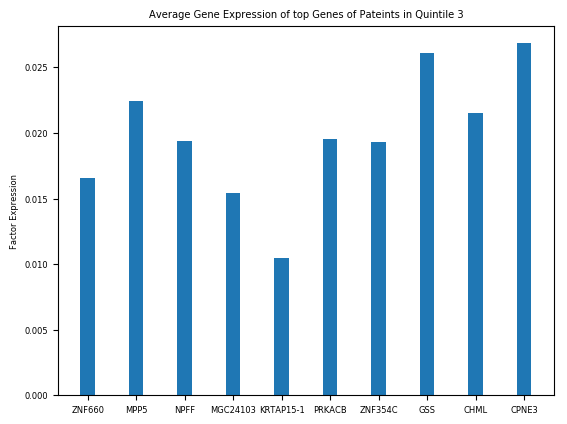 Average Gene Expression of top Genes of Pateints in Quintile 3
Factor Expression
0.025
0.020
0.015
0.010
0.005
0.000
ZNF660 MPP5 NPFF MGC24103 KRTAP15-1 PRKACB ZNF354C GSS CHML CPNE3